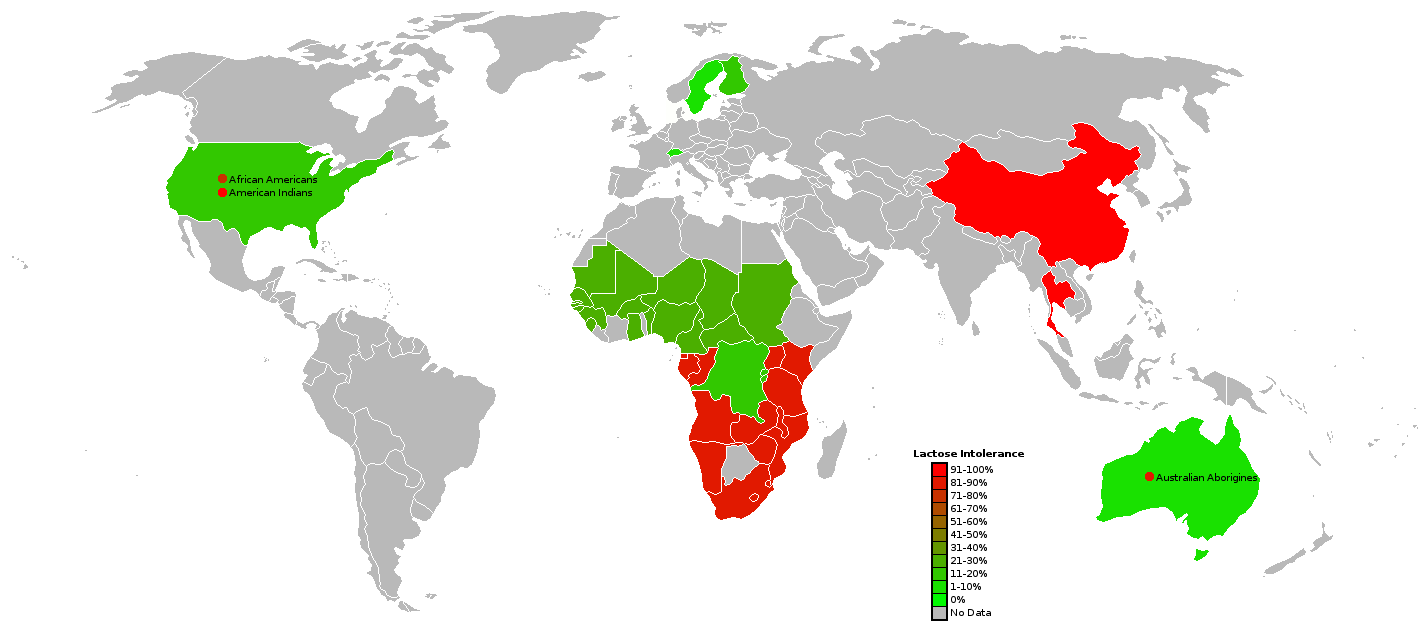 African Americans
American Indians
Lactose Intolerance
91-100%
81-90%
71-80%
61-70%
51-60%
41-50%
31-40%
21-30%
11-20%
1-10%
0%
No Data
Australian Aborigines